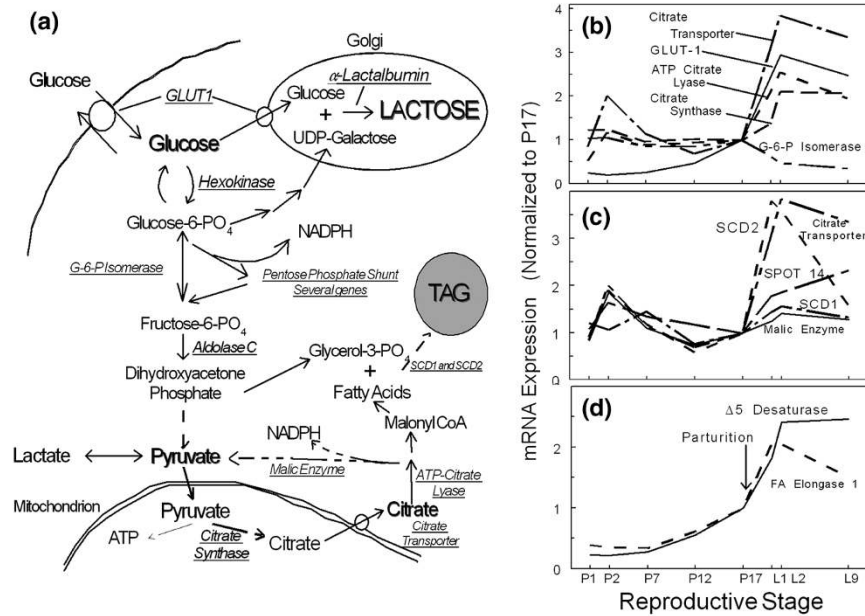 (a)
Glucose
GLUT1
Glucose
Golgi
α-Lactalbumin
Glucose
+
LACTOSE
UDP-Galactose
Hexokinase
Glucose-6-PO4
NADPH
G-6-P Isomerase
Pentose Phosphate Shunt
Several genes
TAG
Fructose-6-PO4
Aldolase C
Glycerol-3-PO4
SCD1 and SCD2
+
Dihydroxyacetone
Phosphate
Fatty Acids
Malonyl CoA
NADPH
Lactate
Pyruvate
Malic Enzyme
ATP-Citrate
Lyase
Mitochondrion
Pyruvate
Citrate
ATP
Citrate
Synthase
Citrate
Citrate
Transporter
mRNA Expression (Normalized to P17)
(b)
4
3
2
1
0
Citrate
Transporter
GLUT-1
ATP Citrate
Lyase
Citrate
Synthase
G-6-P Isomerase
(c)
3
2
1
0
SCD2
Citrate
Transporter
SPOT 14
SCD1
Malic Enzyme
(d)
2
1
0
Δ5 Desaturase
Parturition
FA Elongase 1
P1 P2 P7 P12 P17 L1 L2 L9
Reproductive Stage